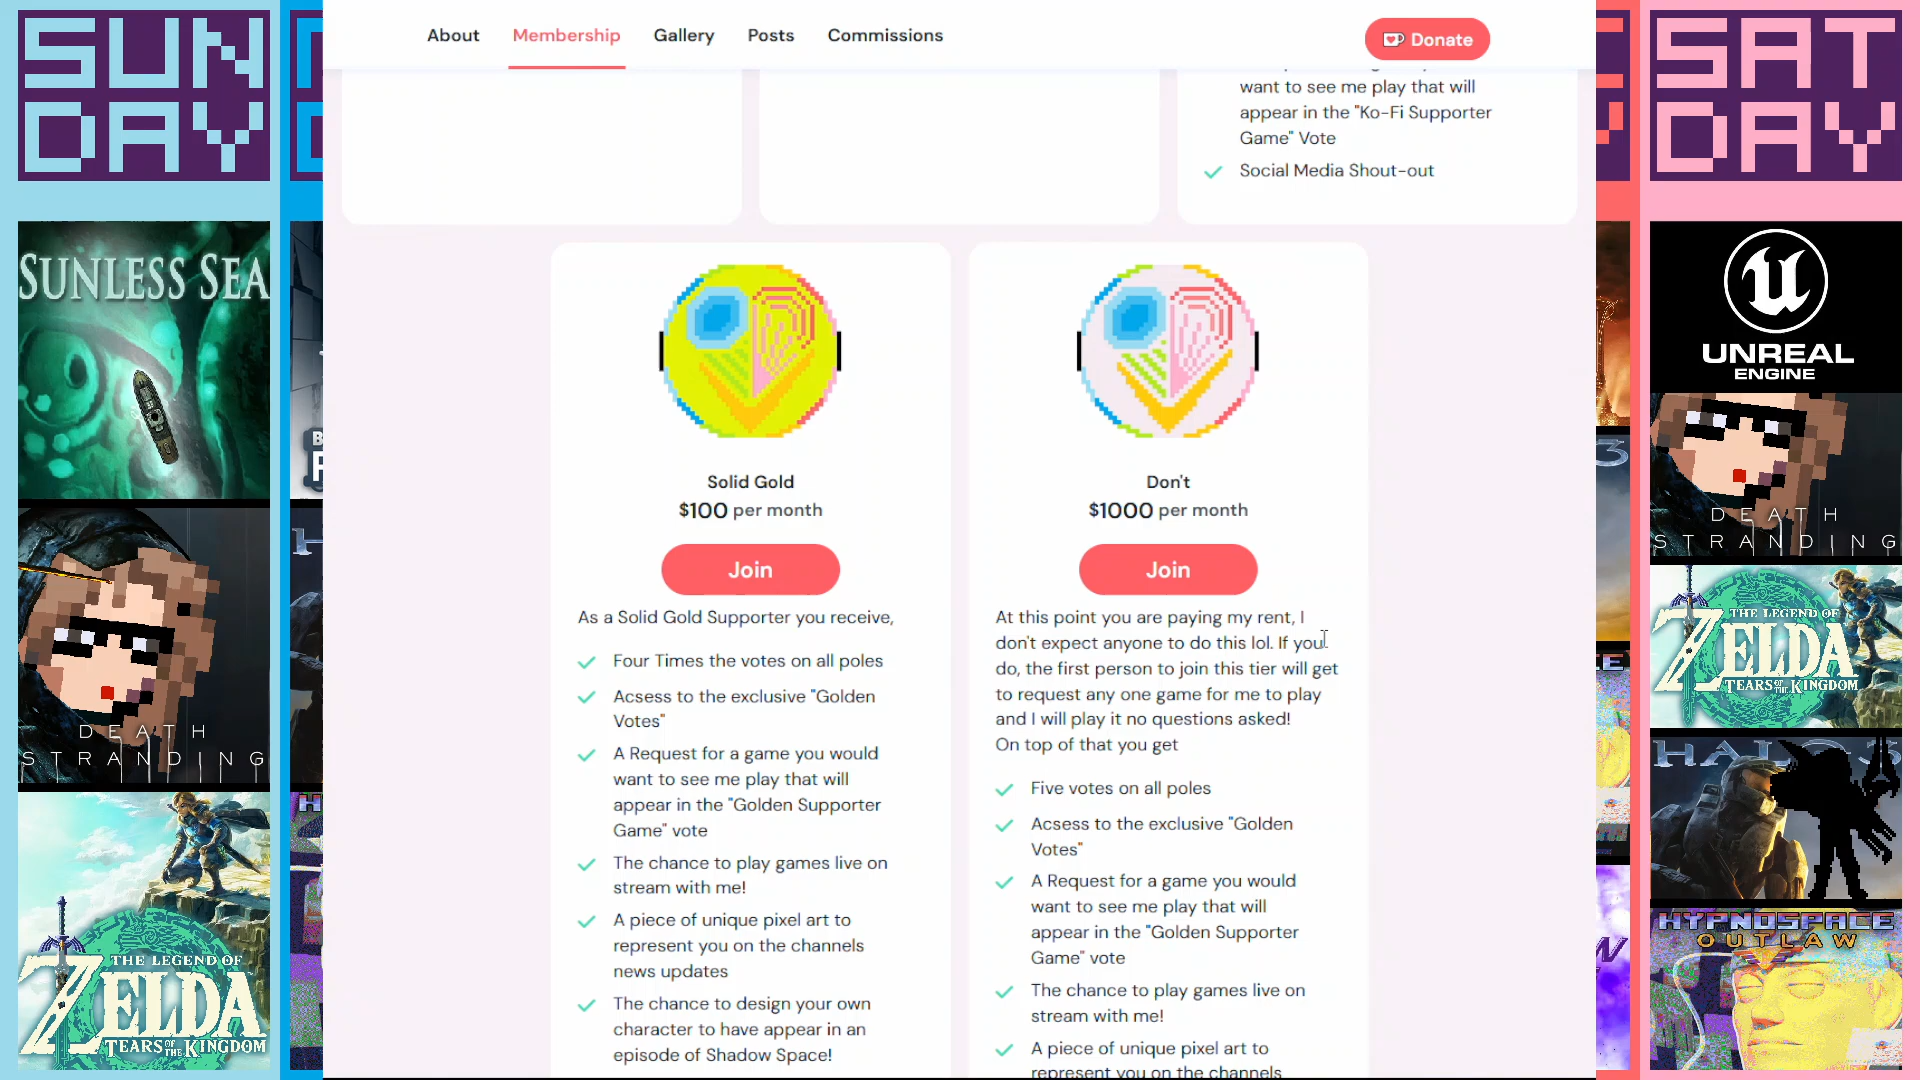 SUN
DAY
About
Membership
Gallery
Posts
Commissions
Donate
SAT
DAY
want to see me play that will
appear in the "Ko-Fi Supporter
Game" Vote
Social Media Shout-out
SUNLESS SEA
DEATH
STRANDING
THE LEGEND OF
ZELDA
TEARS OF THE KINGDOM
Solid Gold
$100 per month
Join
As a Solid Gold Supporter you receive,
Four Times the votes on all poles
Acsess to the exclusive "Golden
Votes"
A Request for a game you would
want to see me play that will
appear in the "Golden Supporter
Game" vote
The chance to play games live on
stream with me!
A piece of unique pixel art to
represent you on the channels
news updates
The chance to design your own
character to have appear in an
episode of Shadow Space!
Don't
$1000 per month
Join
At this point you are paying my rent, I
don't expect anyone to do this lol. If you
do, the first person to join this tier will get
to request any one game for me to play
and I will play it no questions asked!
On top of that you get
Five votes on all poles
Acsess to the exclusive "Golden
Votes"
A Request for a game you would
want to see me play that will
appear in the "Golden Supporter
Game" vote
The chance to play games live on
stream with me!
A piece of unique pixel art to
represent you on the channels
UNREAL
ENGINE
DEATH
STRANDING
THE LEGEND OF
ZELDA
TEARS OF THE KINGDOM
HALO 3
HYPNOSPACE
OUTLAW